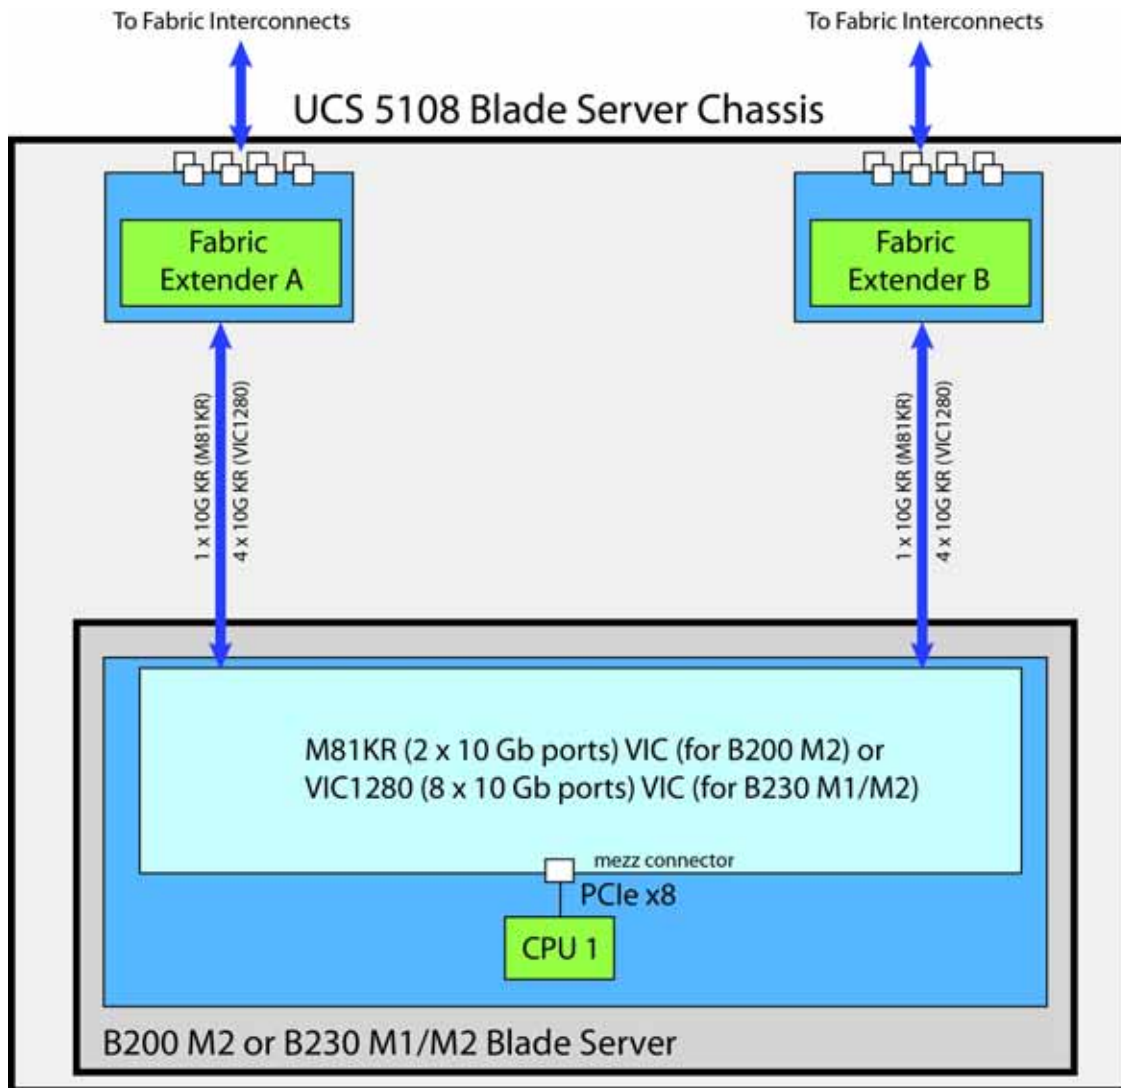 To Fabric Interconnects
To Fabric Interconnects
UCS 5108 Blade Server Chassis
Fabric
Extender A
Fabric
Extender B
1 x 10G KR (M81KR)
4 x 10G KR (VIC1280)
1 x 10G KR (M81KR)
4 x 10G KR (VIC1280)
M81KR (2 x 10 Gb ports) VIC (for B200 M2) or
VIC1280 (8 x 10 Gb ports) VIC (for B230 M1/M2)
mezz connector
PCIe x8
CPU 1
B200 M2 or B230 M1/M2 Blade Server